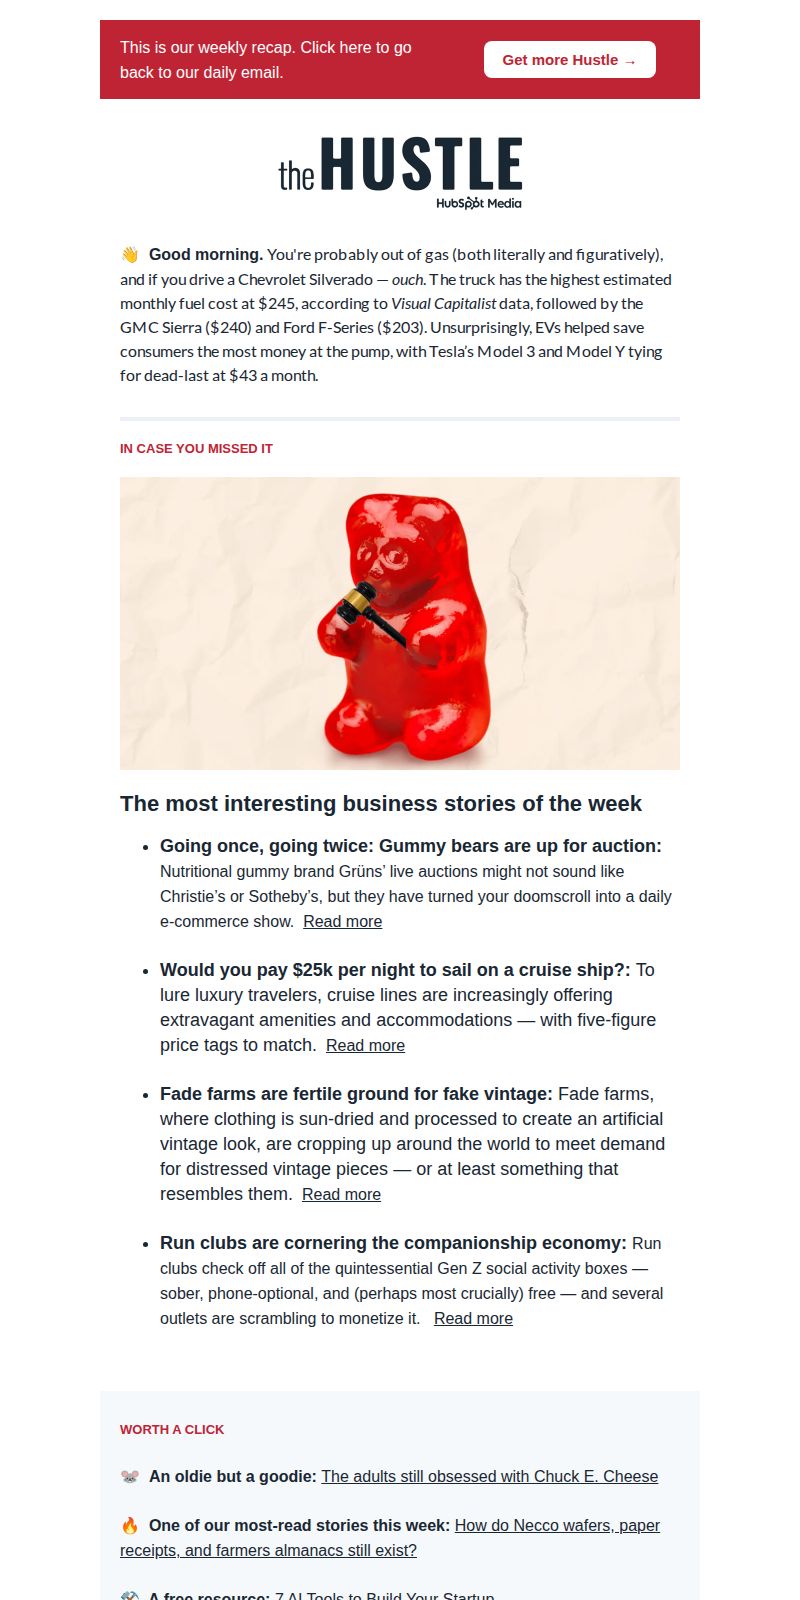 This is our weekly recap. Click here to go
back to our daily email.
Get more Hustle →
the HUSTLE
HubSpot Media
👋 Good morning. You're probably out of gas (both literally and figuratively),
and if you drive a Chevrolet Silverado — ouch. The truck has the highest estimated
monthly fuel cost at $245, according to Visual Capitalist data, followed by the
GMC Sierra ($240) and Ford F-Series ($203). Unsurprisingly, EVs helped save
consumers the most money at the pump, with Tesla’s Model 3 and Model Y tying
for dead-last at $43 a month.
IN CASE YOU MISSED IT
The most interesting business stories of the week
• Going once, going twice: Gummy bears are up for auction:
Nutritional gummy brand Grüns’ live auctions might not sound like
Christie’s or Sotheby’s, but they have turned your doomscroll into a daily
e-commerce show. Read more
• Would you pay $25k per night to sail on a cruise ship?: To
lure luxury travelers, cruise lines are increasingly offering
extravagant amenities and accommodations — with five-figure
price tags to match. Read more
• Fade farms are fertile ground for fake vintage: Fade farms,
where clothing is sun-dried and processed to create an artificial
vintage look, are cropping up around the world to meet demand
for distressed vintage pieces — or at least something that
resembles them. Read more
• Run clubs are cornering the companionship economy: Run
clubs check off all of the quintessential Gen Z social activity boxes —
sober, phone-optional, and (perhaps most crucially) free — and several
outlets are scrambling to monetize it. Read more
WORTH A CLICK
🐭 An oldie but a goodie: The adults still obsessed with Chuck E. Cheese
🔥 One of our most-read stories this week: How do Necco wafers, paper
receipts, and farmers almanacs still exist?
🛠 A free resource: 7 AI Tools to Build Your Startup